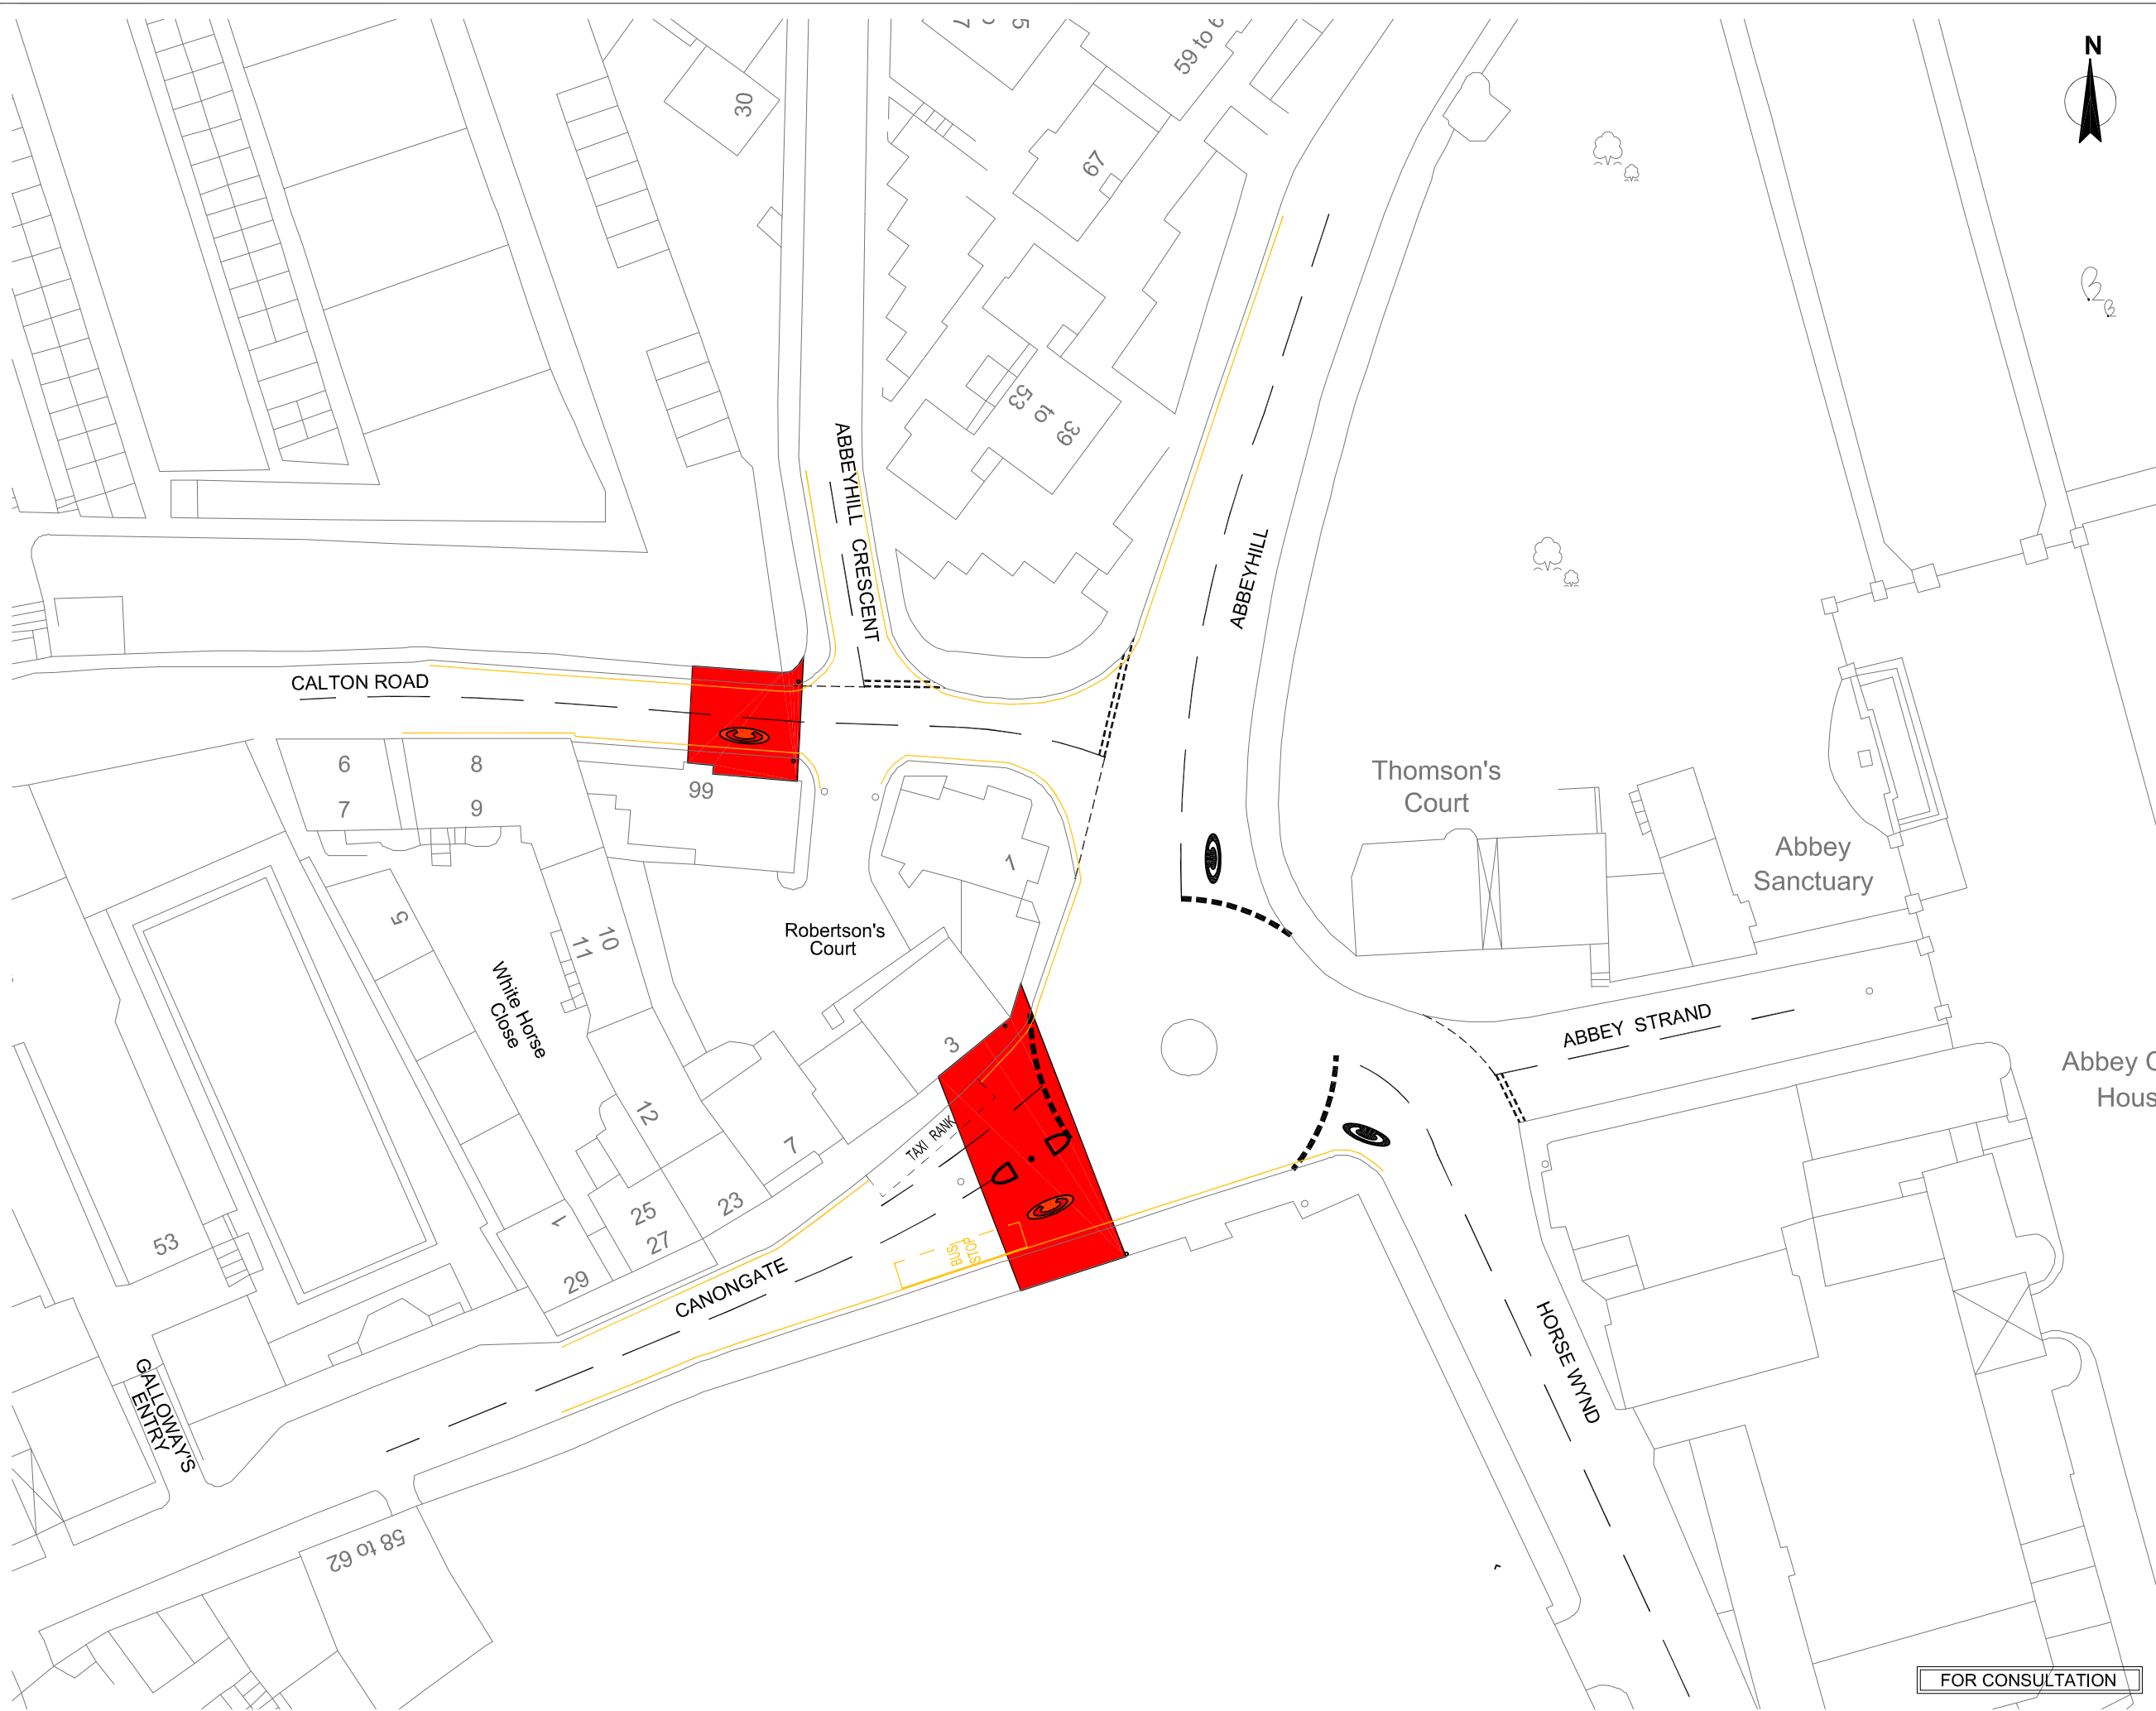 N
59 to 6
30
67
53
to
39
ABBEYHILL CRESCENT
ABBEYHILL
CALTON ROAD
6
7
8
9
99
Thomson's
Court
Abbey
Sanctuary
1
5
10
11
Robertson's
Court
White Horse
Close
ABBEY STRAND
3
Abbey C
Hous
12
7
TAXI RANK
25
27
23
1
53
29
BUS
STOP
CANONGATE
GALLOWAY'S
ENTRY
HORSE WYND
58 to 62
FOR CONSULTATION